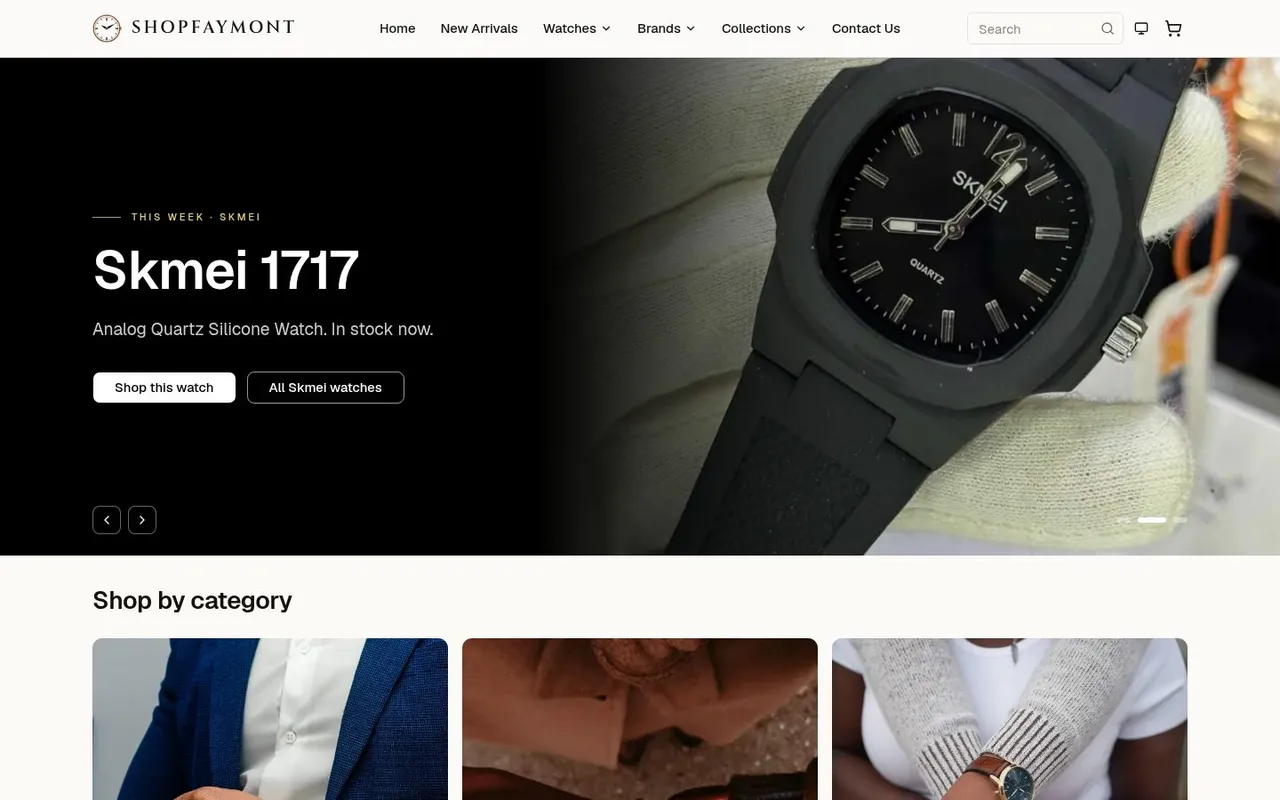 SHOPFAYMONT
Home
New Arrivals
Watches
Brands
Collections
Contact Us
Search
THIS WEEK · SKMEI
Skmei 1717
Analog Quartz Silicone Watch. In stock now.
Shop this watch
All Skmei watches
12
SKMEI
QUARTZ
Shop by category